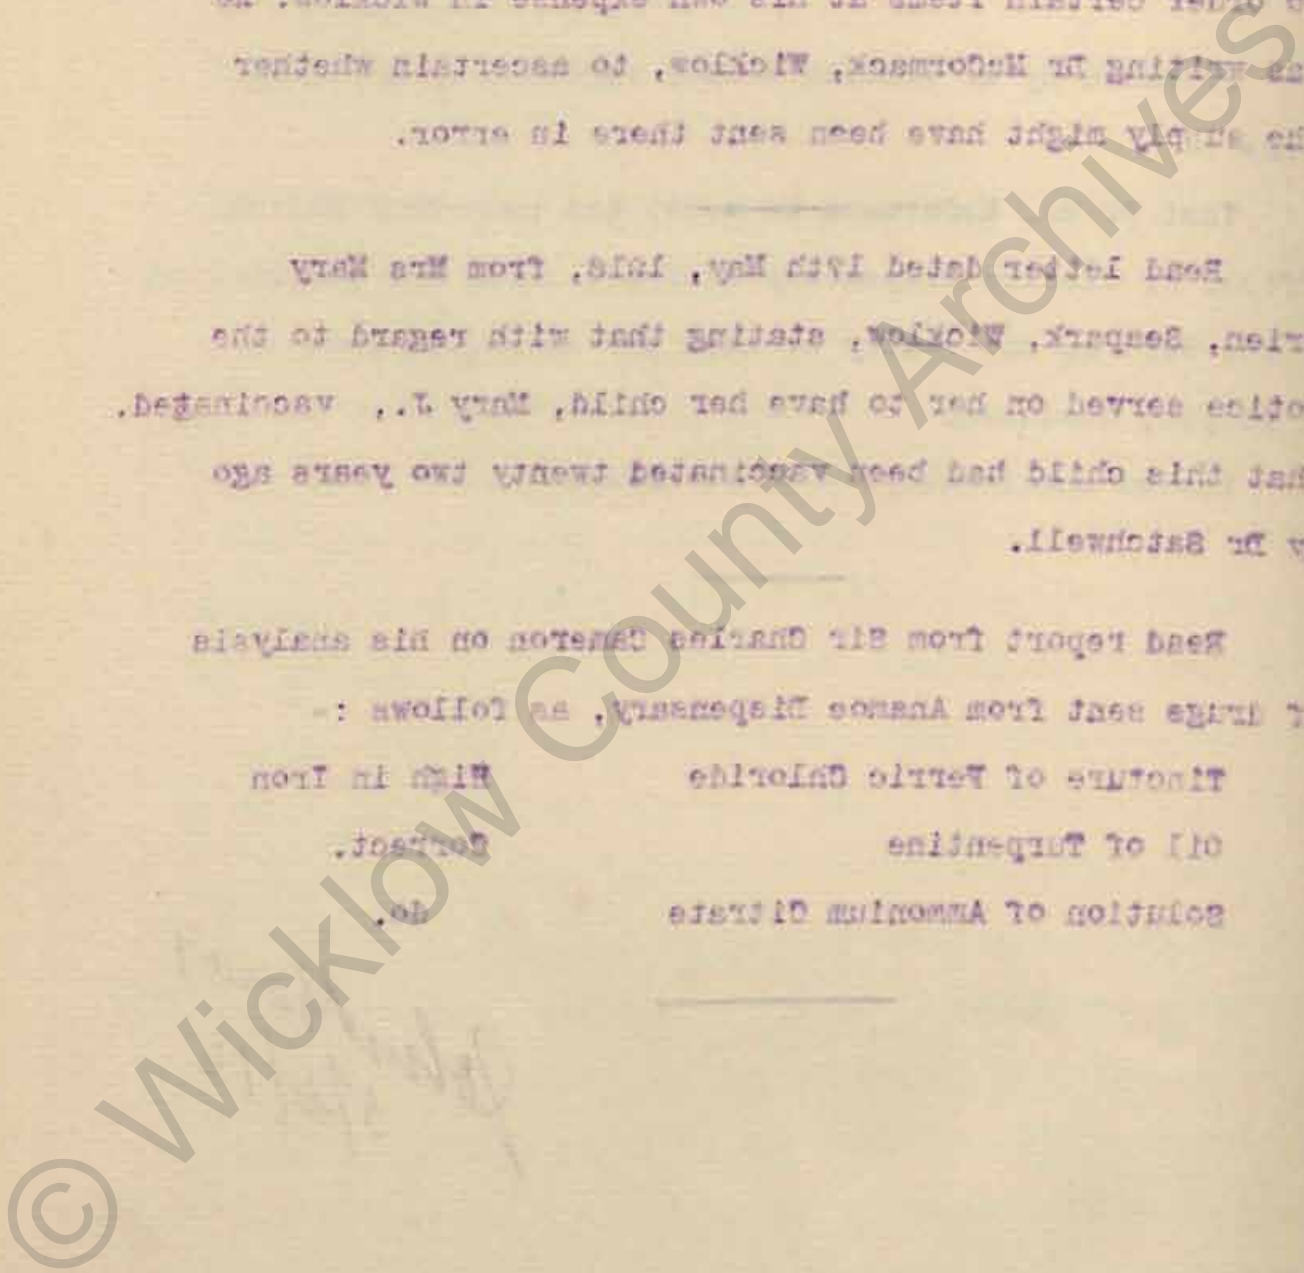 order certain items at his own expense in Wicklow. He
writing Dr McCormack, Wicklow, to ascertain whether
might have been sent there in error.
Read letter dated 17th May, from Mrs Mary
rien, Seapark, Wicklow, stating that with regard to the
otice served on her to have her child, Mary J., vaccinated.
hat this child had been vaccinated twenty two years ago
y Dr Satchwell.
Read report from Sir Charles Cameron on his analysis
f drugs sent from Anamoe Dispensary, as follows :-
Tincture of Ferric Chloride High in Iron
Oil of Turpentine Correct.
Solution of Ammonium Citrate do.
© Wicklow County Archives